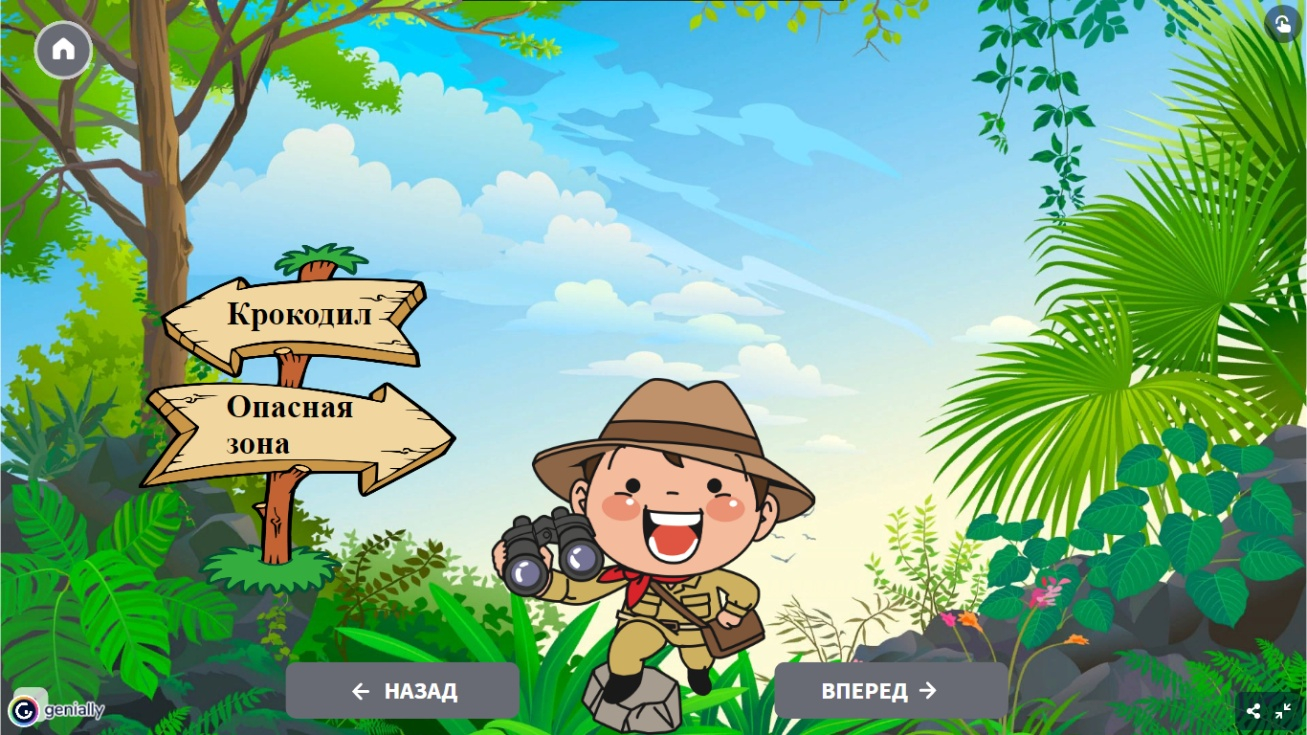 Крокодил
Опасная
зона
← НАЗАД
ВПЕРЕД →
genially